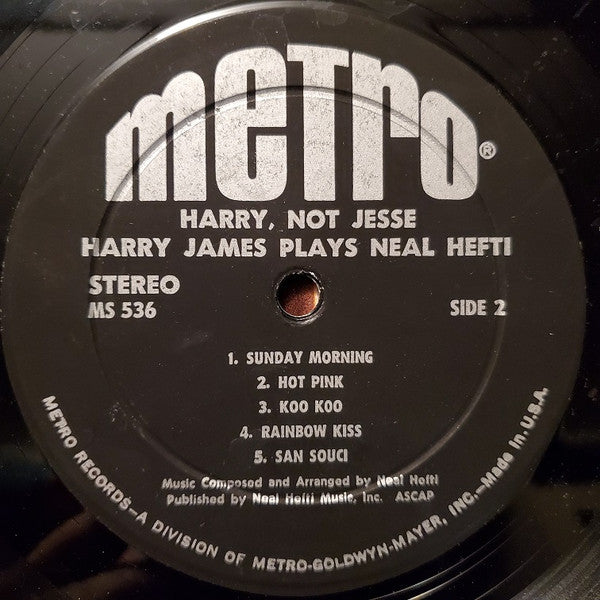 metro®
HARRY, NOT JESSE
HARRY JAMES PLAYS NEAL HEFTI
STEREO
MS 536
SIDE 2
1. SUNDAY MORNING
2. HOT PINK
3. KOO KOO
4. RAINBOW KISS
5. SAN SOUCI
Music Composed and Arranged by Neal Hefti
Published by Neal Hefti Music, Inc. ASCAP
METRO RECORDS—A DIVISION OF METRO-GOLDWYN-MAYER, INC.—Made in U.S.A.